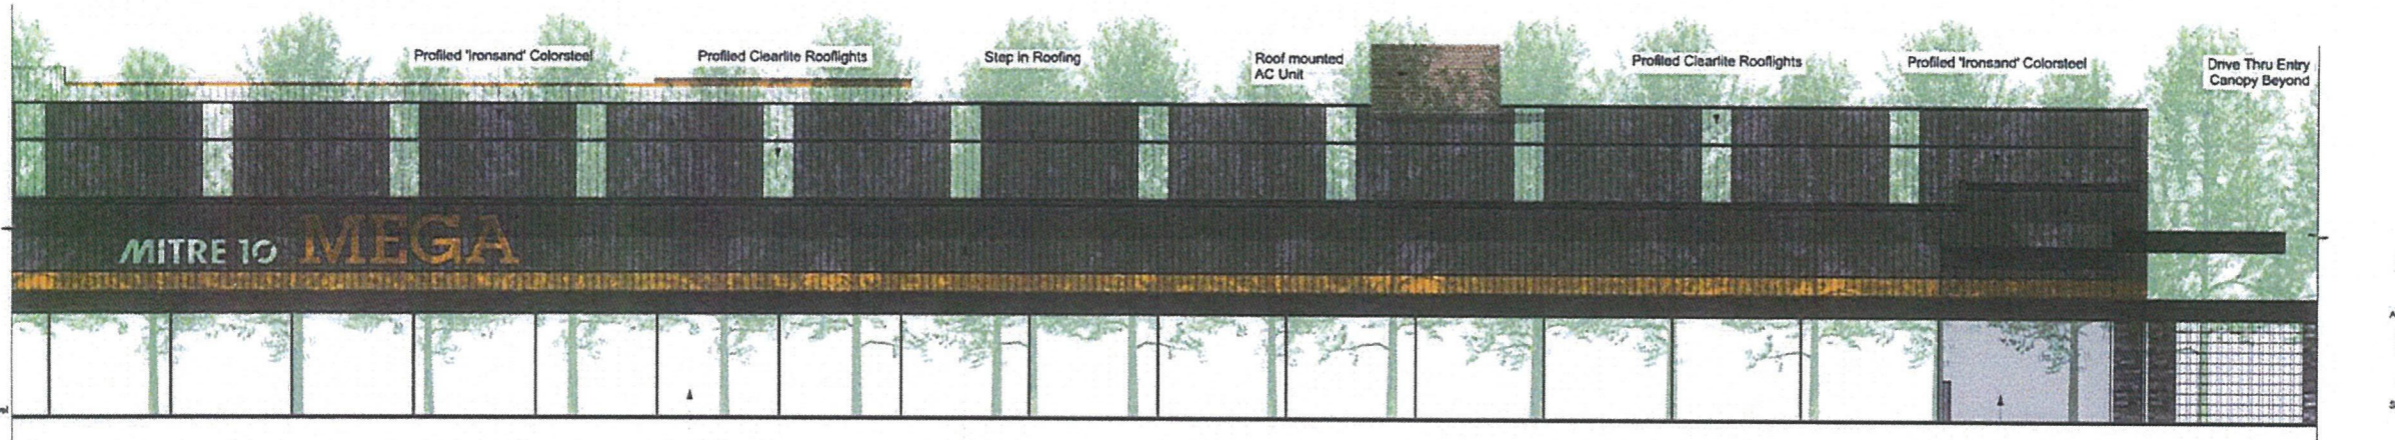 Profiled 'Ironsand' Colorsteel
Profiled Clearlite Rooflights
Step in Roofing
Roof mounted
AC Unit
Profiled Clearlite Rooflights
Profiled 'Ironsand' Colorsteel
Drive Thru Entry
Canopy Beyond
MITRE 10 MEGA